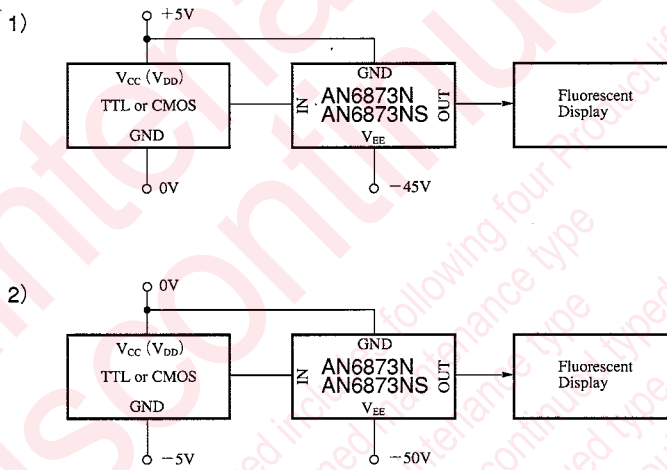 1)
+5V
VCC (VDD)
TTL or CMOS
GND
0V
GND
IN
AN6873N
AN6873NS
OUT
VEE
−45V
Fluorescent
Display
2)
0V
VCC (VDD)
TTL or CMOS
GND
−5V
GND
IN
AN6873N
AN6873NS
OUT
VEE
−50V
Fluorescent
Display
following four Product
maintenance type